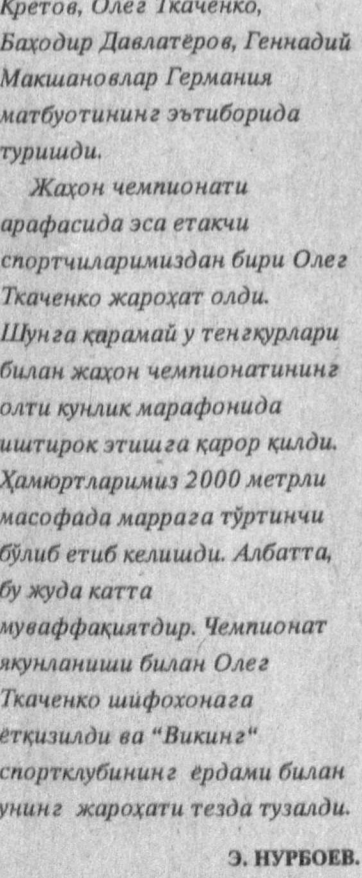 Кретов, Олег Ткаченко,
Баҳодир Давлатёров, Геннадий
Макшановлар Германия
матбуотининг эътиборида
туришди.
Жаҳон чемпионати
арафасида эса етакчи
спортчиларимиздан бири Олег
Ткаченко жароҳат олди.
Шунга қарамай у тенгқурлари
билан жаҳон чемпионатининг
олти кунлик марафонида
иштирок этишга қарор қилди.
Ҳамюртларимиз 2000 метрли
масофада маррага тўртинчи
бўлиб етиб келишди. Албатта,
бу жуда катта
муваффақиятдир. Чемпионат
якунланиши билан Олег
Ткаченко шифохонага
ётқизилди ва “Викинг“
спортклубининг ёрдами билан
унинг жароҳати тезда тузалди.
Э. НУРБОЕВ.